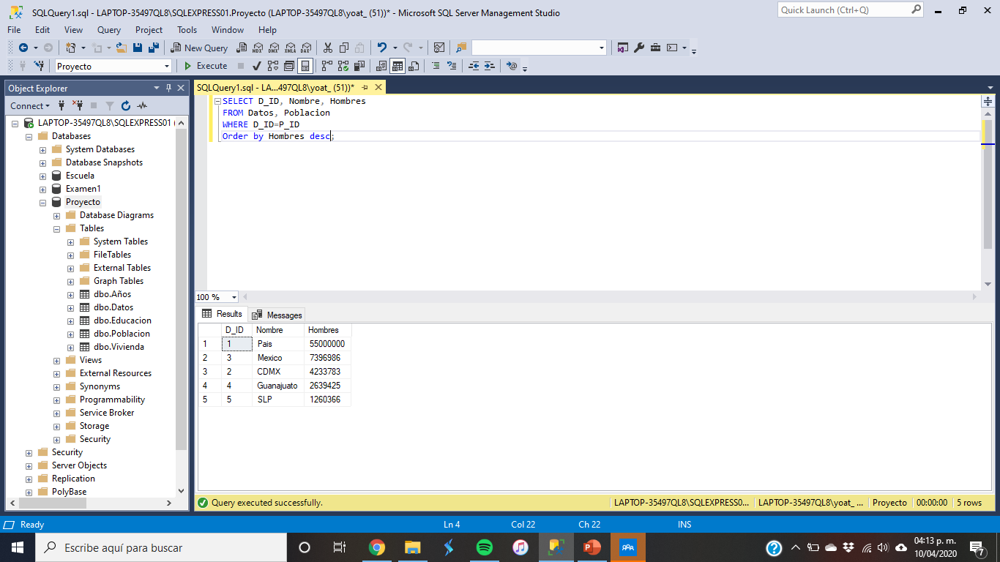 SQLQuery1.sql - LAPTOP-35497QL8\SQLEXPRESS01.Proyecto (LAPTOP-35497QL8\yoat_ (51))* - Microsoft SQL Server Management Studio
Quick Launch (Ctrl+Q)
File Edit View Query Project Tools Window Help
New Query MDX DMX XMLA DAX
Proyecto Execute
Object Explorer
Connect
LAPTOP-35497QL8\SQLEXPRESS01 (
Databases
System Databases
Database Snapshots
Escuela
Examen1
Proyecto
Database Diagrams
Tables
System Tables
FileTables
External Tables
Graph Tables
dbo.Años
dbo.Datos
dbo.Educacion
dbo.Poblacion
dbo.Vivienda
Views
External Resources
Synonyms
Programmability
Service Broker
Storage
Security
Security
Server Objects
Replication
PolyBase
SQLQuery1.sql - LA...497QL8\yoat_ (51))*
SELECT D_ID, Nombre, Hombres
FROM Datos, Poblacion
WHERE D_ID=P_ID
Order by Hombres desc;
100 %
Results Messages
D_ID Nombre Hombres
1 1 Pais 55000000
2 3 Mexico 7396986
3 2 CDMX 4233783
4 4 Guanajuato 2639425
5 5 SLP 1260366
Query executed successfully. LAPTOP-35497QL8\SQLEXPRESS0... LAPTOP-35497QL8\yoat_ ... Proyecto 00:00:00 5 rows
Ready Ln 4 Col 22 Ch 22 INS
Escribe aquí para buscar
04:13 p. m.
10/04/2020
7